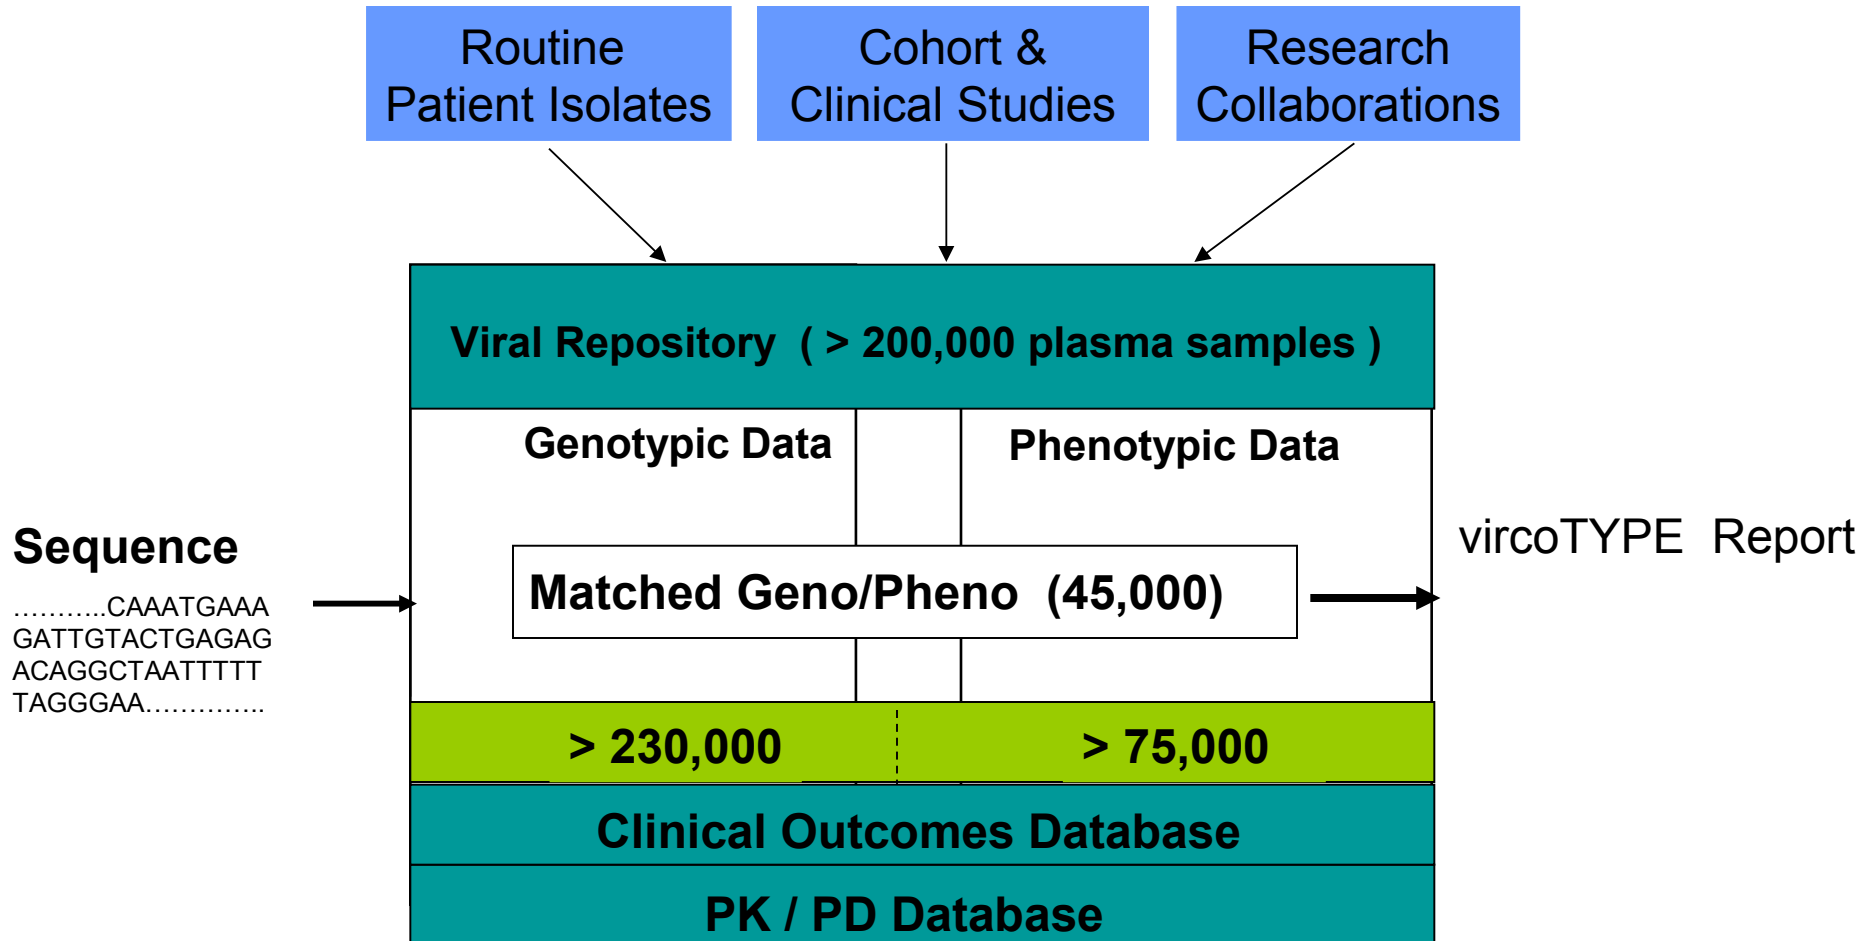 Routine
Patient Isolates
Cohort &
Clinical Studies
Research
Collaborations
Viral Repository ( > 200,000 plasma samples )
Genotypic Data
Phenotypic Data
Sequence
………..CAAATGAAA
GATTGTACTGAGAG
ACAGGCTAATTTTT
TAGGGAA…………..
Matched Geno/Pheno (45,000)
vircoTYPE Report
> 230,000
> 75,000
Clinical Outcomes Database
PK / PD Database